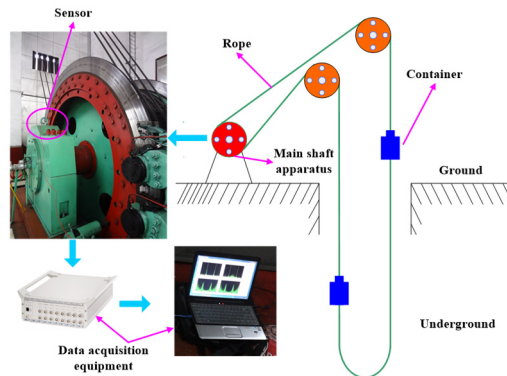 Sensor
Rope
Container
Main shaft
apparatus
Ground
Data acquisition
equipment
Underground